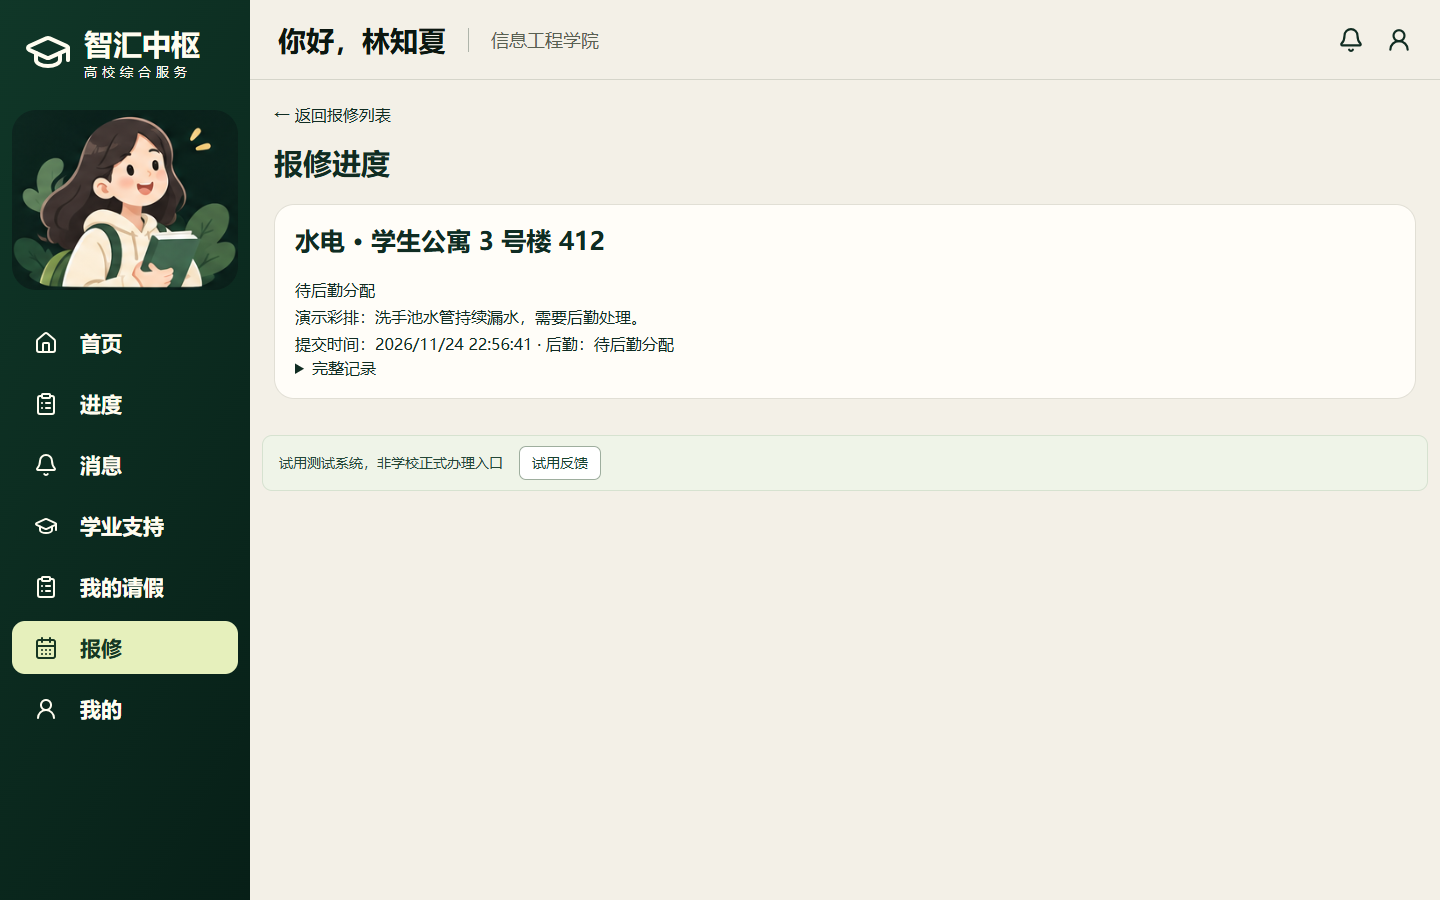 智汇中枢
高校综合服务
首页
进度
消息
学业支持
我的请假
报修
我的
你好，林知夏
信息工程学院
← 返回报修列表
报修进度
水电 · 学生公寓 3 号楼 412
待后勤分配
演示彩排：洗手池水管持续漏水，需要后勤处理。
提交时间：2026/11/24 22:56:41 · 后勤：待后勤分配
▶ 完整记录
试用测试系统，非学校正式办理入口
试用反馈